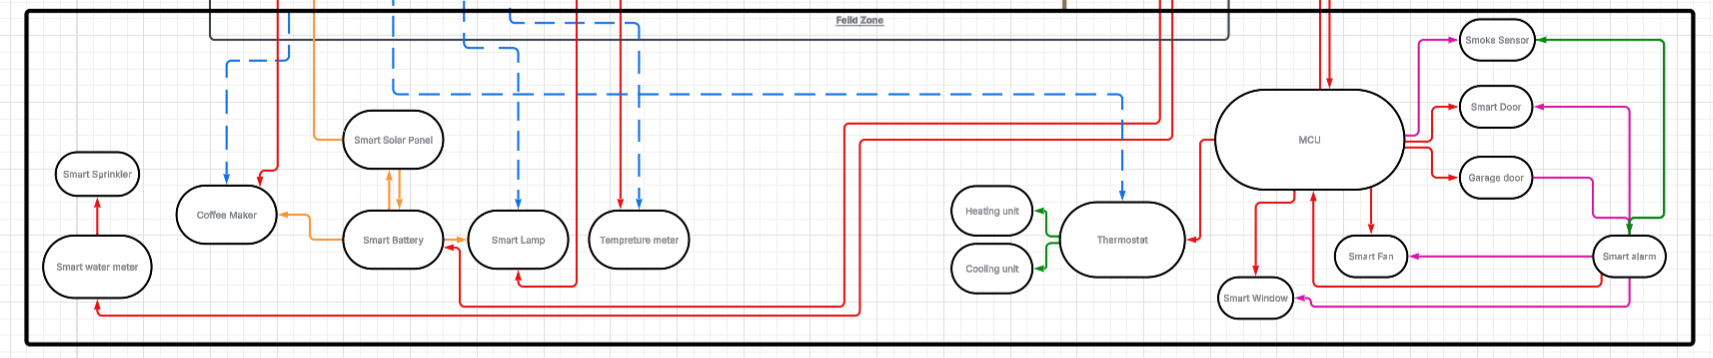 Feild Zone
Smoke Sensor
Smart Door
Smart Solar Panel
MCU
Smart Sprinkler
Garage door
Coffee Maker
Heating unit
Smart Battery
Smart Lamp
Tempreture meter
Thermostat
Smart water meter
Cooling unit
Smart Fan
Smart alarm
Smart Window